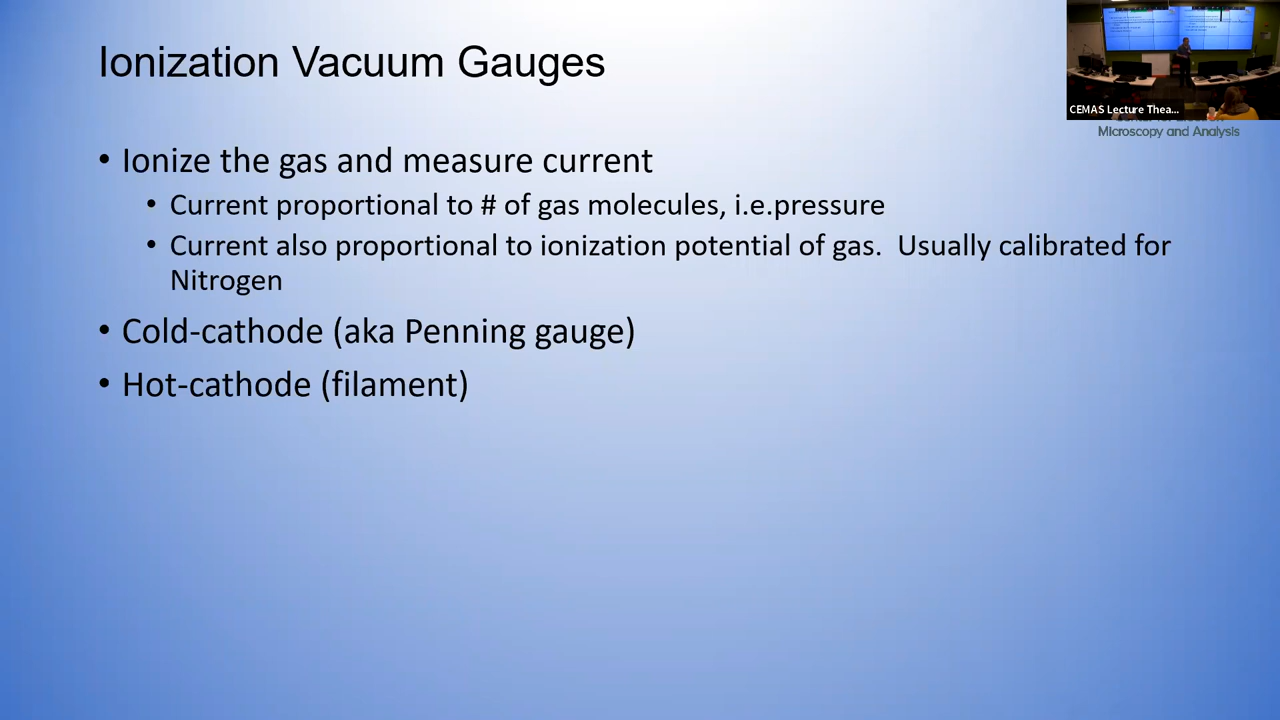 Ionization Vacuum Gauges
CEMAS Lecture Thea...
Microscopy and Analysis
• Ionize the gas and measure current
• Current proportional to # of gas molecules, i.e.pressure
• Current also proportional to ionization potential of gas.  Usually calibrated for
Nitrogen
• Cold-cathode (aka Penning gauge)
• Hot-cathode (filament)